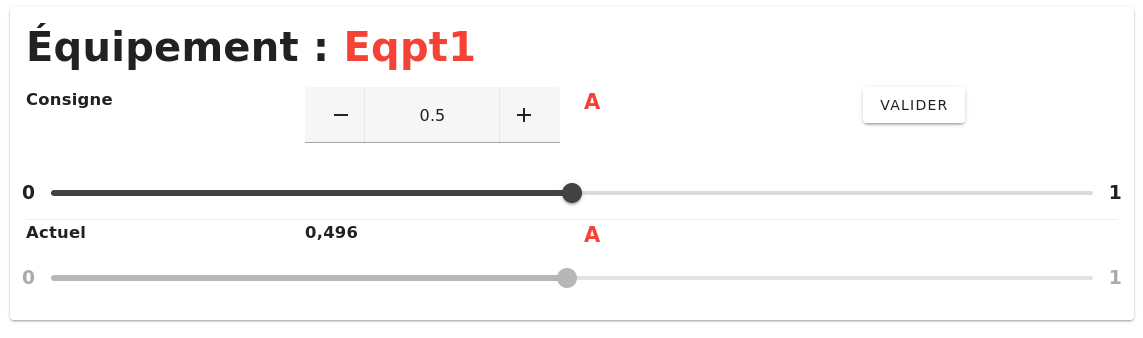 Équipement : Eqpt1
Consigne − 0.5 + A VALIDER
0 1
Actuel 0,496 A
0 1